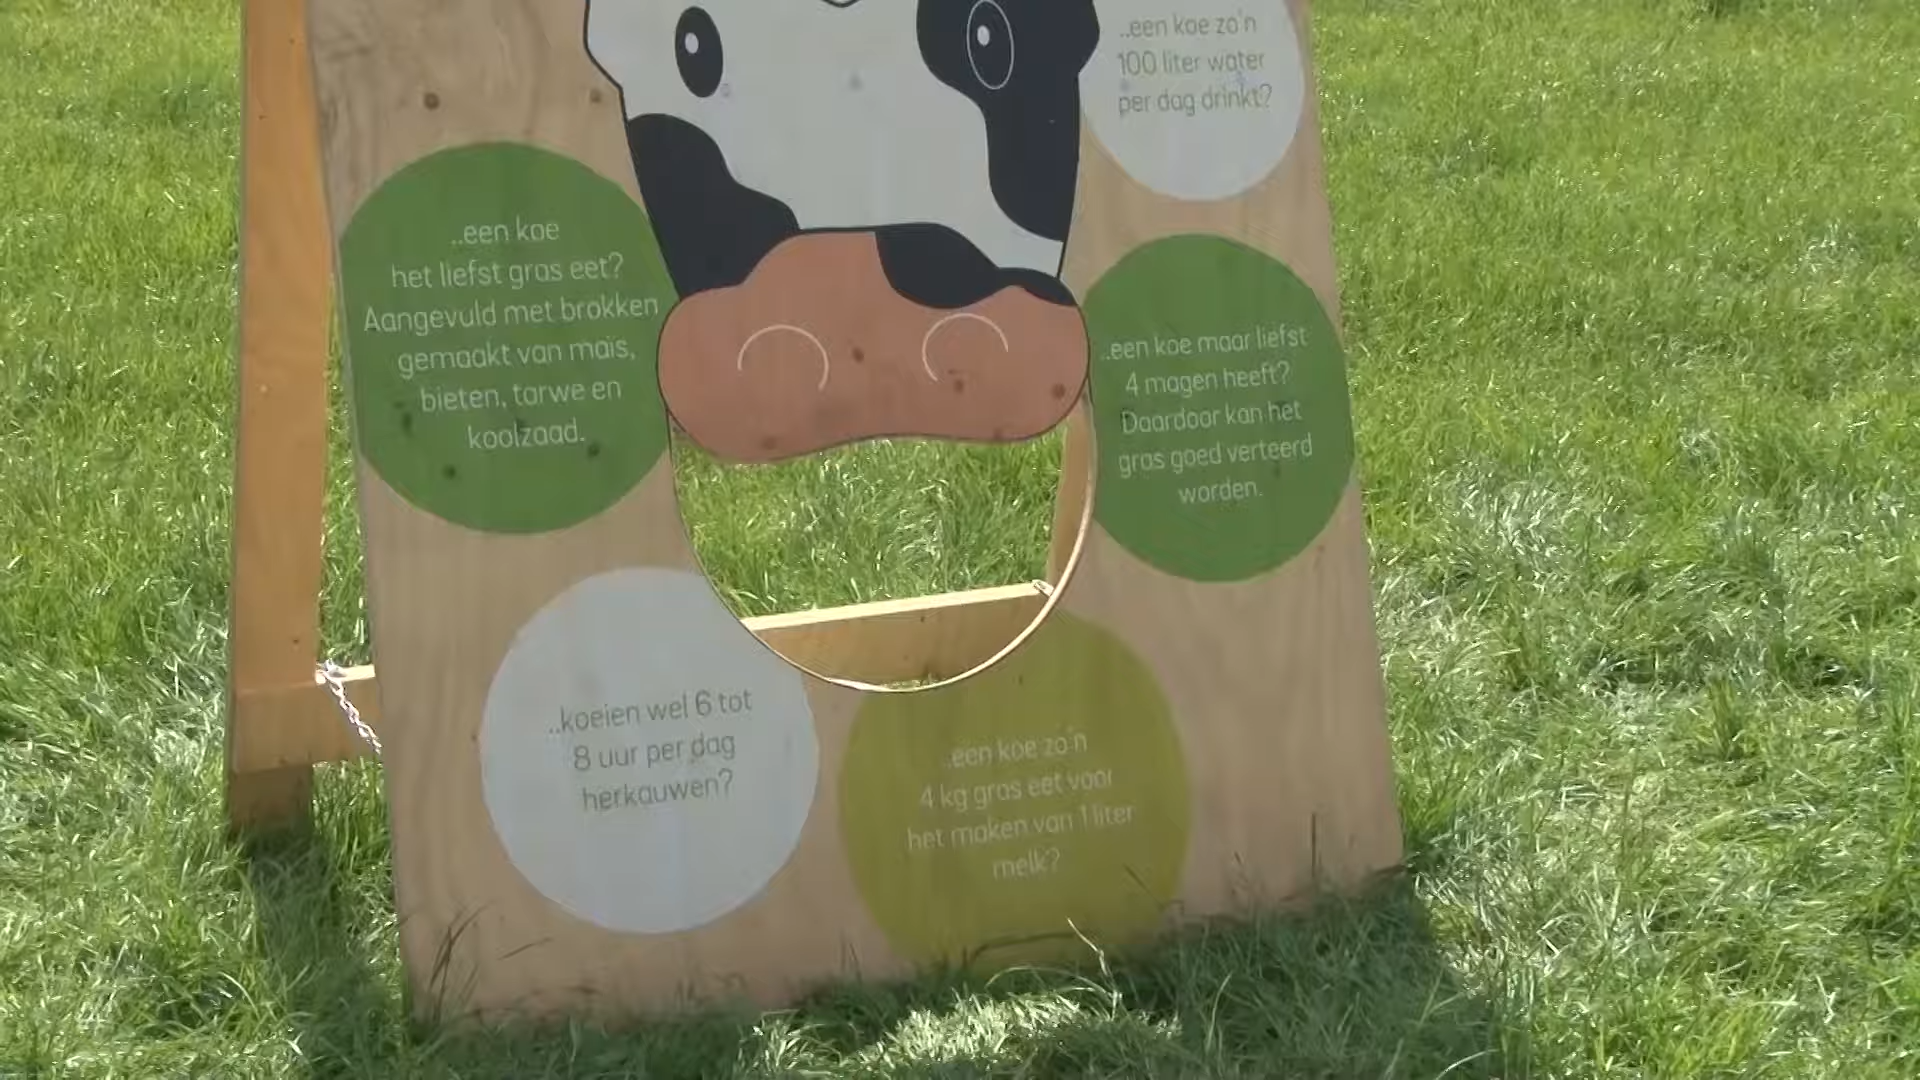 ..een koe zo'n
100 liter water
per dag drinkt?
..een koe
het liefst gras eet?
Aangevuld met brokken
gemaakt van maïs,
bieten, tarwe en
koolzaad.
..een koe maar liefst
4 magen heeft?
Daardoor kan het
gras goed verteerd
worden.
..koeien wel 6 tot
8 uur per dag
herkauwen?
..een koe zo'n
4 kg gras eet voor
het maken van 1 liter
melk?